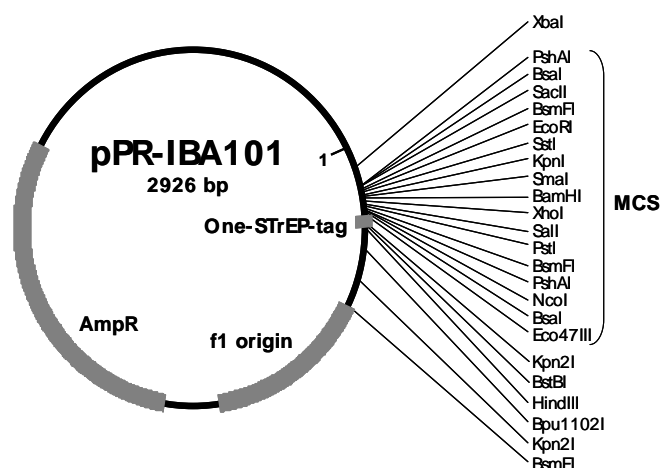 pPR-IBA101
2926 bp
1
One-STrEP-tag
AmpR
f1 origin
XbaI
PshAI
BsaI
SacII
BsmFI
EcoRI
SstI
KpnI
SmaI
BamHI
XhoI
SalI
PstI
BsmFI
PshAI
NcoI
BsaI
Eco47III
MCS
Kpn2I
BstBI
HindIII
Bpu1102I
Kpn2I
BsmFI